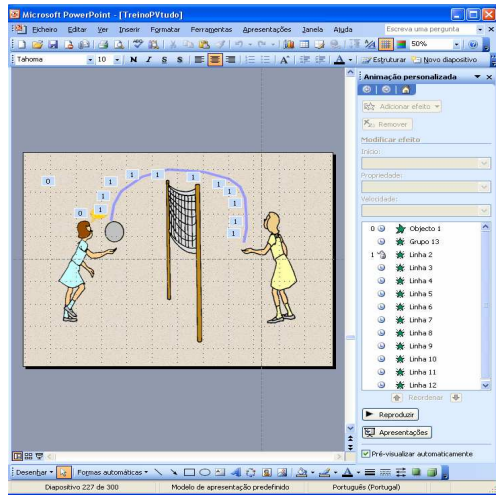 Microsoft PowerPoint - [TreinoPVtudo]
Ficheiro Editar Ver Inserir Formatar Ferramentas Apresentações Janela Ajuda Escreva uma pergunta
50%
Tahoma 10 N I S S Estruturar Novo diapositivo
Animação personalizada
Adicionar efeito
Remover
Modificar efeito
Início:
Propriedade:
Velocidade:
0 Objecto 1
Grupo 13
1 Linha 2
Linha 3
Linha 4
Linha 5
Linha 6
Linha 7
Linha 8
Linha 9
Linha 10
Linha 11
Linha 12
Reordenar
Reproduzir
Apresentações
Pré-visualizar automaticamente
0 1 1 1 1 1 1 1 1 1
0 1
1
1
Desenhar Formas automáticas
Diapositivo 227 de 300 Modelo de apresentação predefinido Português (Portugal)